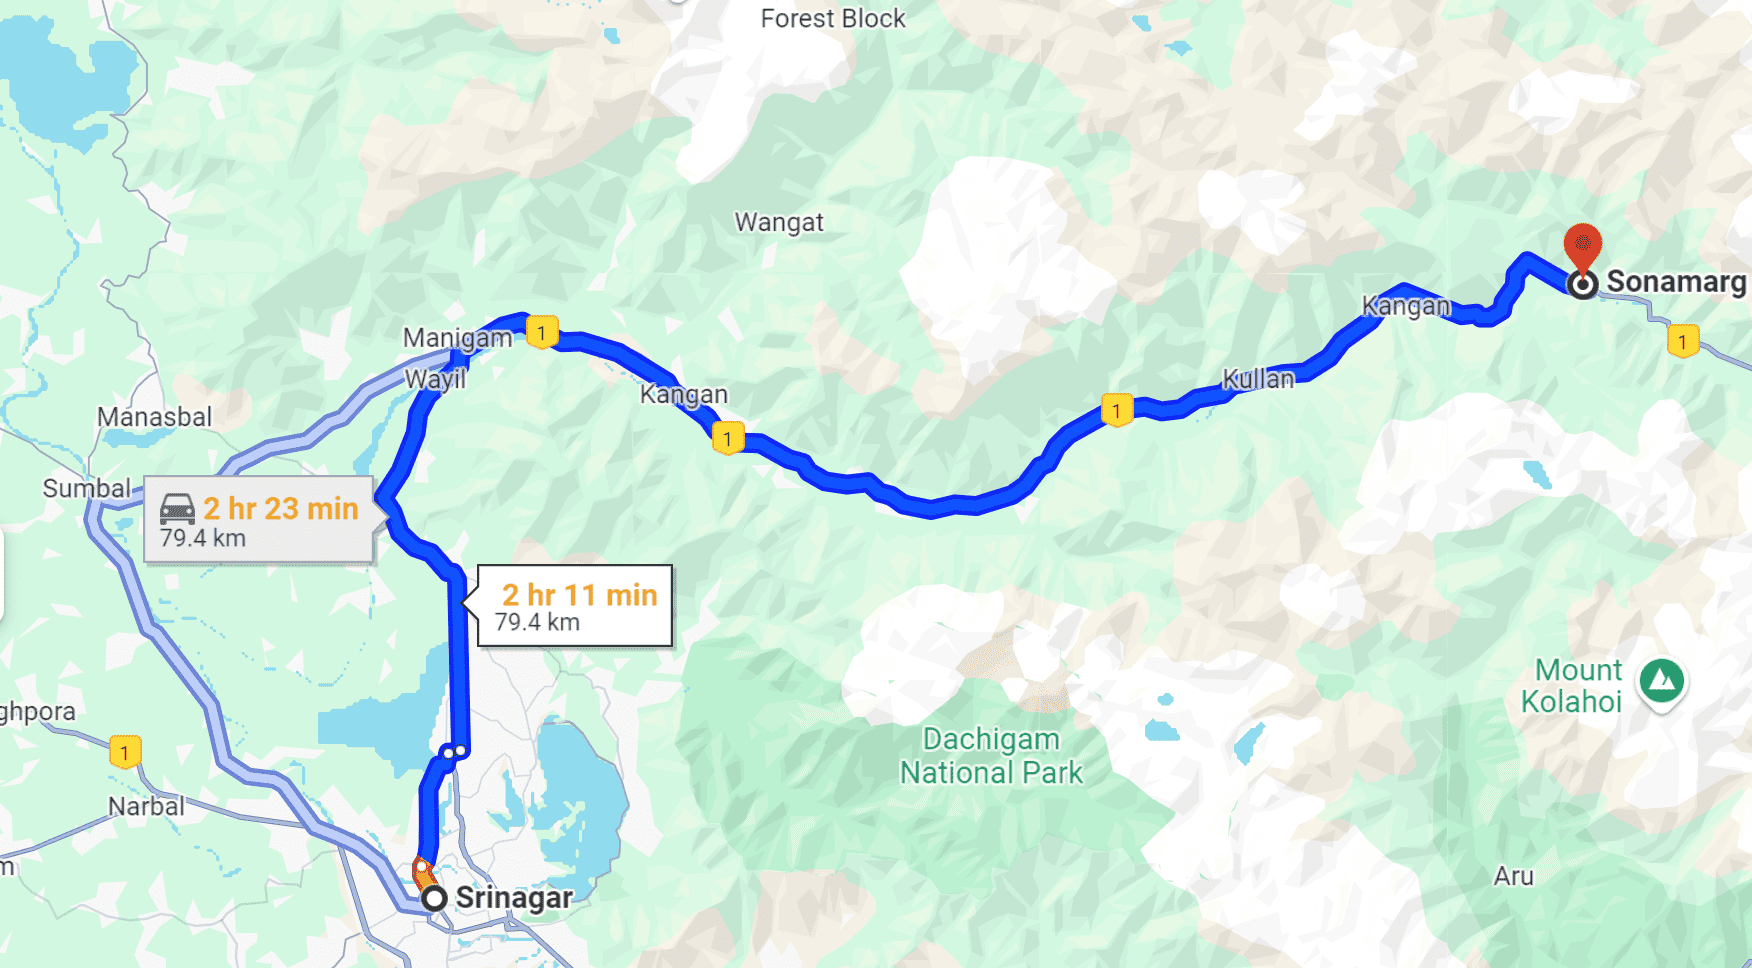 Forest Block
Wangat
Sonamarg
Kangan
1
Manigam
1
Wayil
Kangan
Kullan
1
1
Manasbal
Sumbal
2 hr 23 min
79.4 km
2 hr 11 min
79.4 km
Mount
Kolahoi
ghpora
1
Dachigam
National Park
Narbal
m
Aru
Srinagar